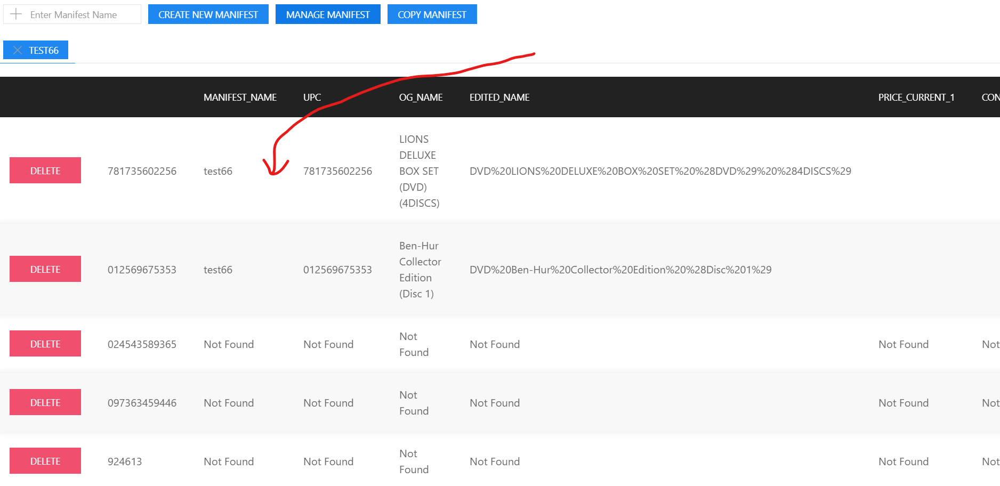 Enter Manifest Name CREATE NEW MANIFEST MANAGE MANIFEST COPY MANIFEST
TEST66
MANIFEST_NAME UPC OG_NAME EDITED_NAME PRICE_CURRENT_1 CON
DELETE 781735602256 test66 781735602256 LIONS DELUXE BOX SET (DVD) (4DISCS) DVD%20LIONS%20DELUXE%20BOX%20SET%20%28DVD%29%20%284DISCS%29
DELETE 012569675353 test66 012569675353 Ben-Hur Collector Edition (Disc 1) DVD%20Ben-Hur%20Collector%20Edition%20%28Disc%201%29
DELETE 024543589365 Not Found Not Found Not Found Not Found Not Found Not
DELETE 097363459446 Not Found Not Found Not Found Not Found Not Found Not
DELETE 924613 Not Found Not Found Not Found Not Found Not Found Not